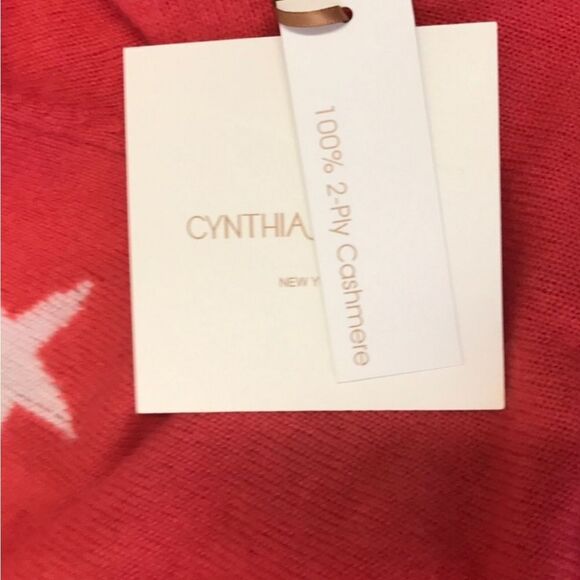 CYNTHIA
NEW Y
100% 2-Ply Cashmere